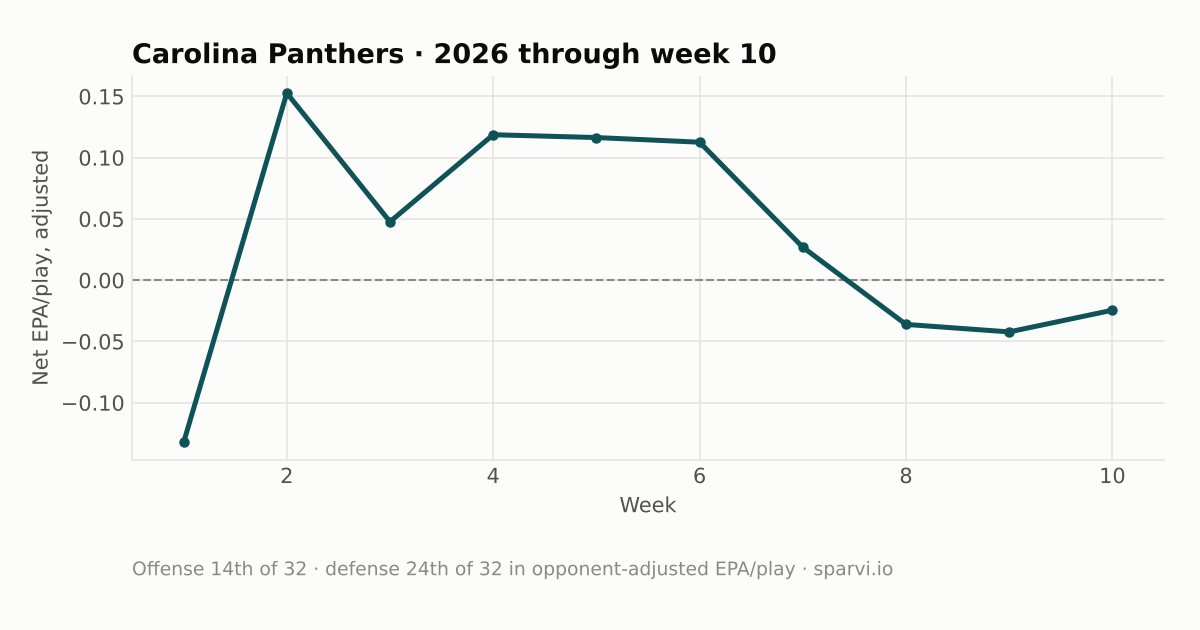 Carolina Panthers · 2026 through week 10
Net EPA/play, adjusted
0.15
0.10
0.05
0.00
−0.05
−0.10
2 4 6 8 10
Week
Offense 14th of 32 · defense 24th of 32 in opponent-adjusted EPA/play · sparvi.io